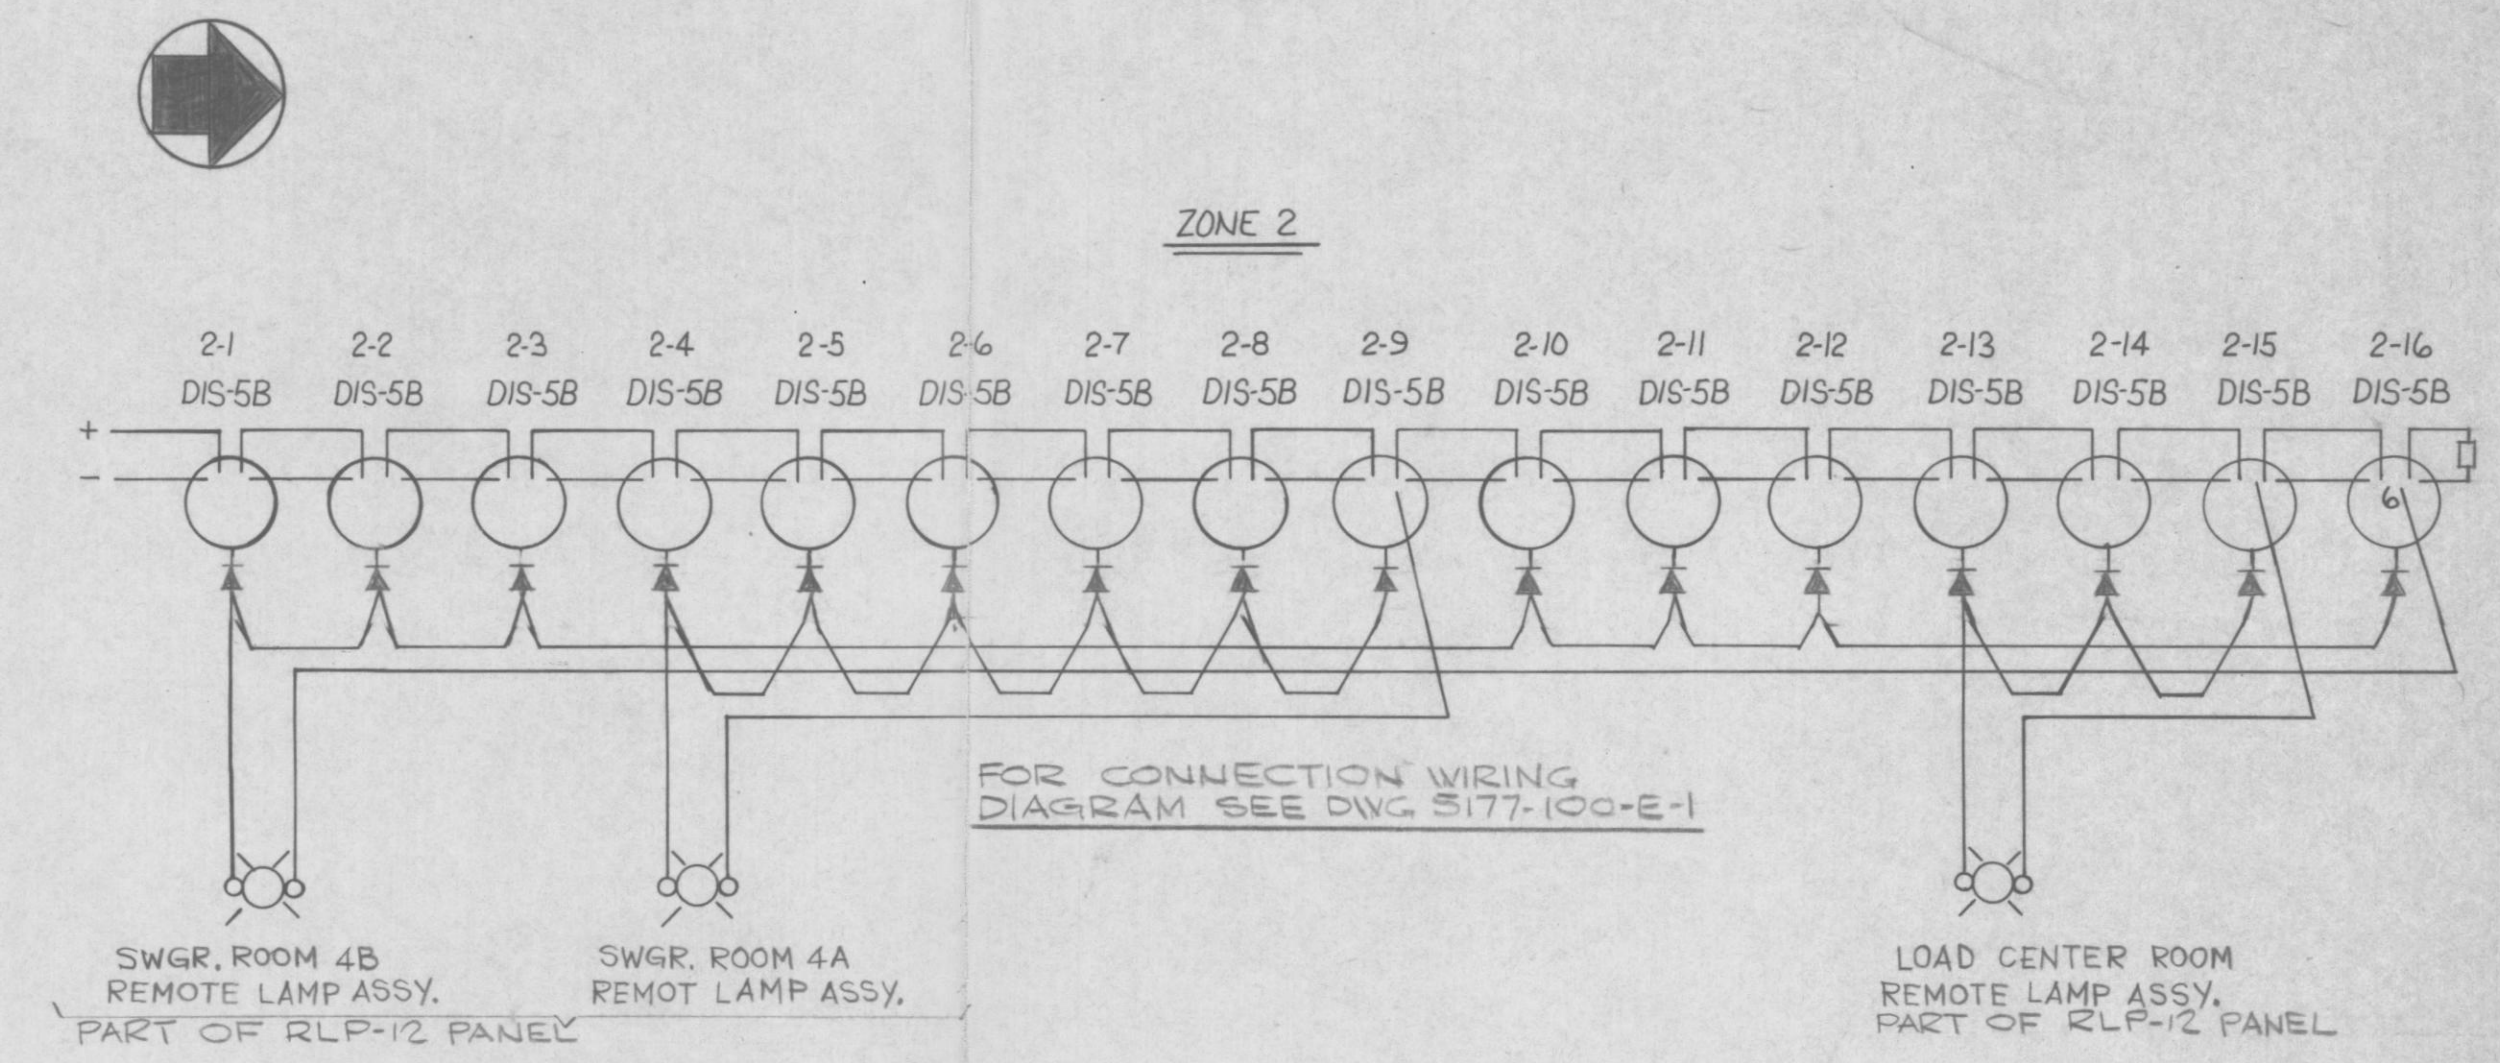 ZONE 2
2-1 2-2 2-3 2-4 2-5 2-6 2-7 2-8 2-9 2-10 2-11 2-12 2-13 2-14 2-15 2-16
DIS-5B DIS-5B DIS-5B DIS-5B DIS-5B DIS-5B DIS-5B DIS-5B DIS-5B DIS-5B DIS-5B DIS-5B DIS-5B DIS-5B DIS-5B DIS-5B
+
-
6
FOR CONNECTION WIRING
DIAGRAM SEE DWG 5177-100-E-1
SWGR. ROOM 4B
REMOTE LAMP ASSY.
PART OF RLP-12 PANEL
SWGR. ROOM 4A
REMOT LAMP ASSY.
LOAD CENTER ROOM
REMOTE LAMP ASSY.
PART OF RLP-12 PANEL